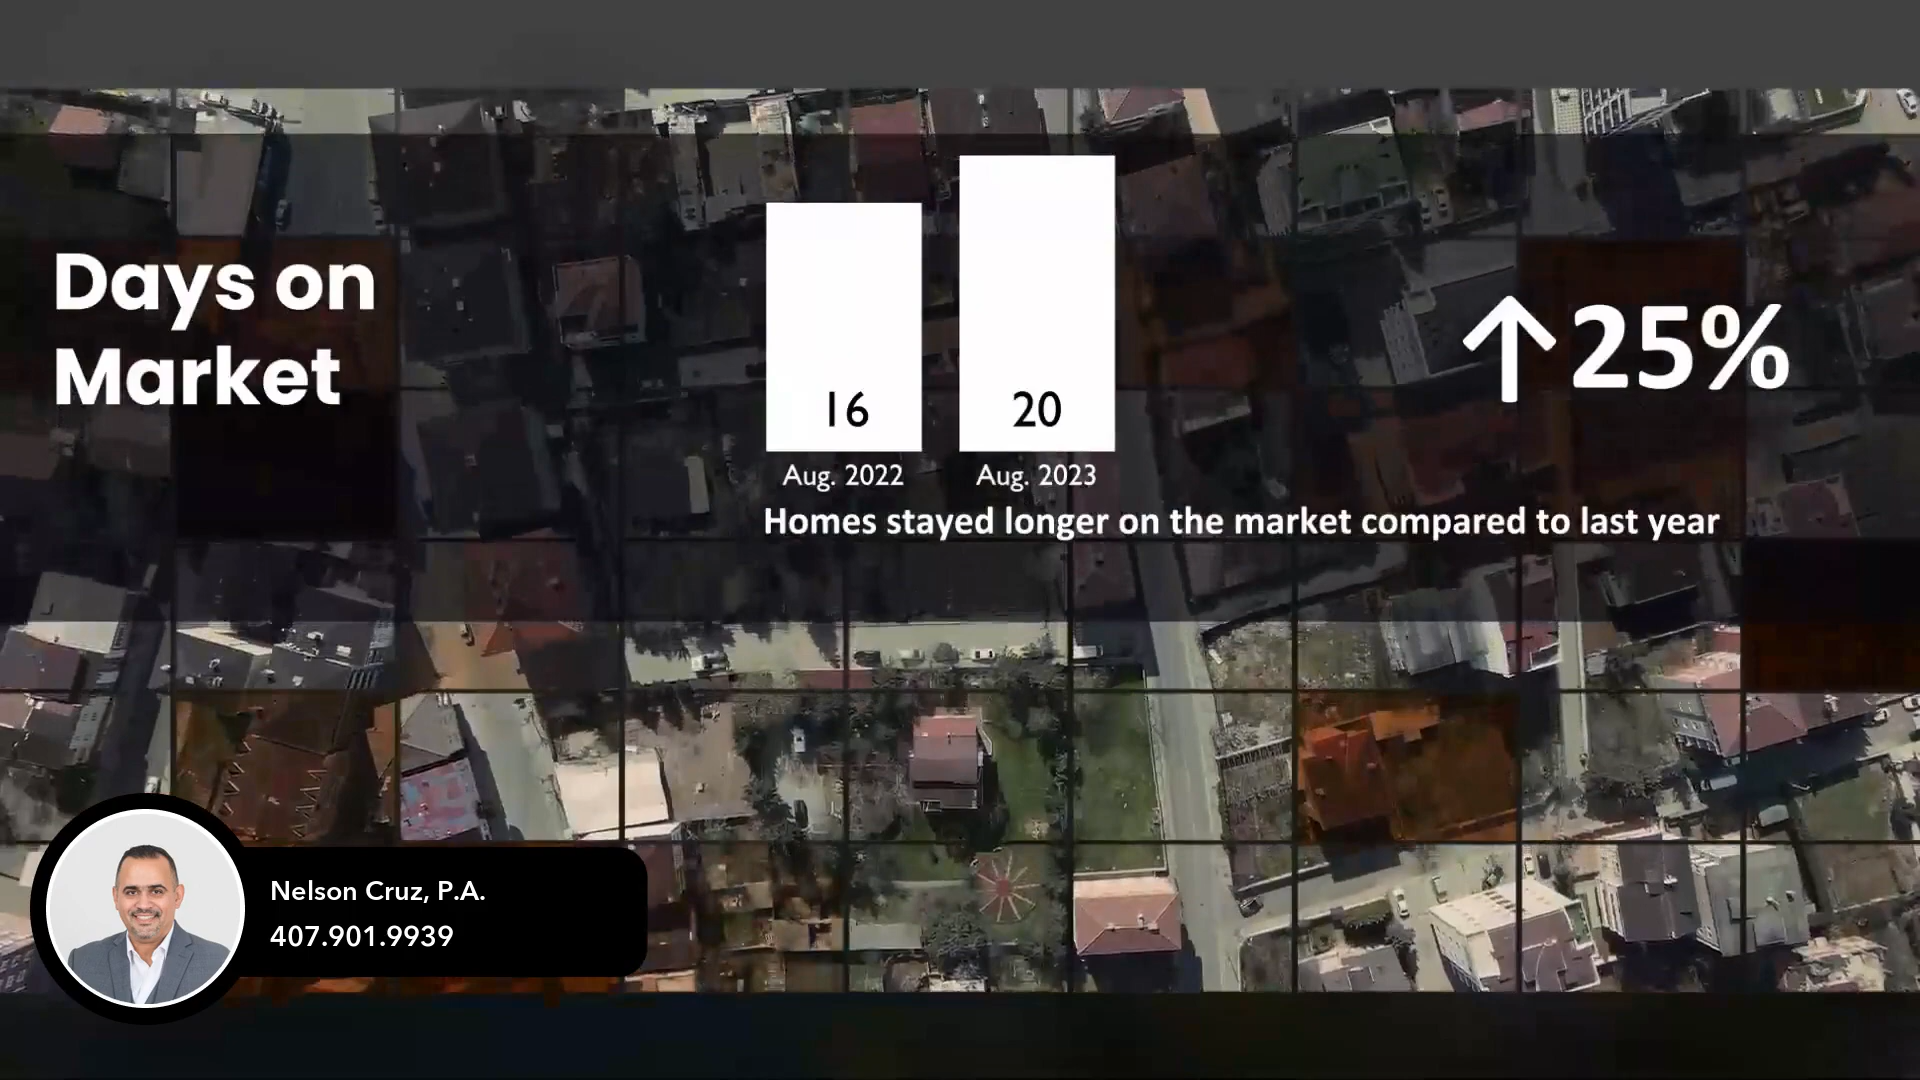 Days on
Market
16
20
Aug. 2022
Aug. 2023
↑25%
Homes stayed longer on the market compared to last year
Nelson Cruz, P.A.
407.901.9939